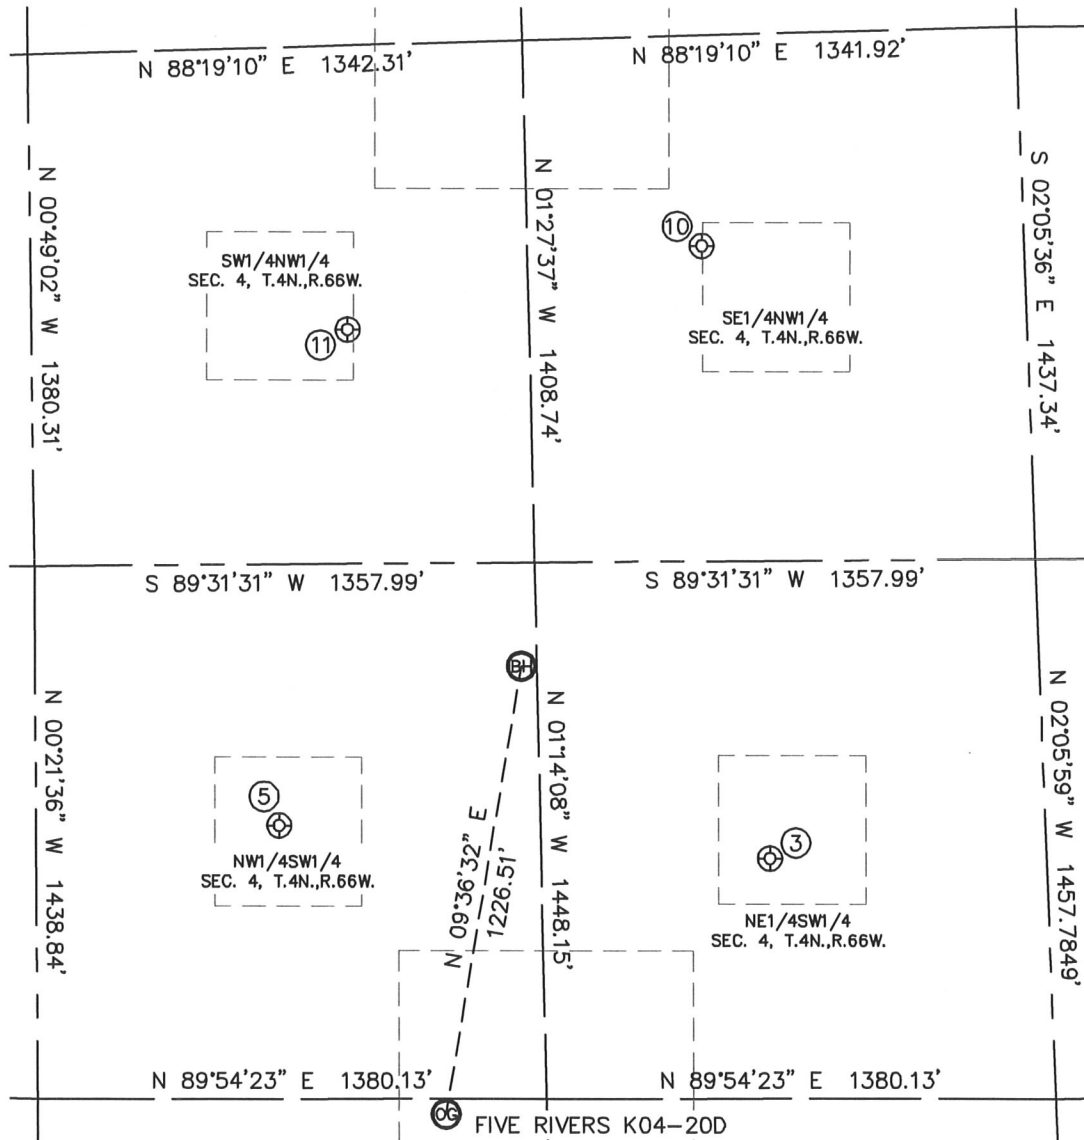 N 88°19'10" E 1342.31'
N 88°19'10" E 1341.92'
N 00°49'02" W 1380.31'
N 01°27'37" W 1408.74'
S 02°05'36" E 1437.34'
10
SW1/4NW1/4
SEC. 4, T.4N.,R.66W.
11
SE1/4NW1/4
SEC. 4, T.4N.,R.66W.
S 89°31'31" W 1357.99'
S 89°31'31" W 1357.99'
BH
N 00°21'36" W 1438.84'
N 09°36'32" E
1226.51'
N 01°14'08" W 1448.15'
N 02°05'59" W 1457.7849'
5
NW1/4SW1/4
SEC. 4, T.4N.,R.66W.
3
NE1/4SW1/4
SEC. 4, T.4N.,R.66W.
N 89°54'23" E 1380.13'
N 89°54'23" E 1380.13'
OG
FIVE RIVERS K04-20D